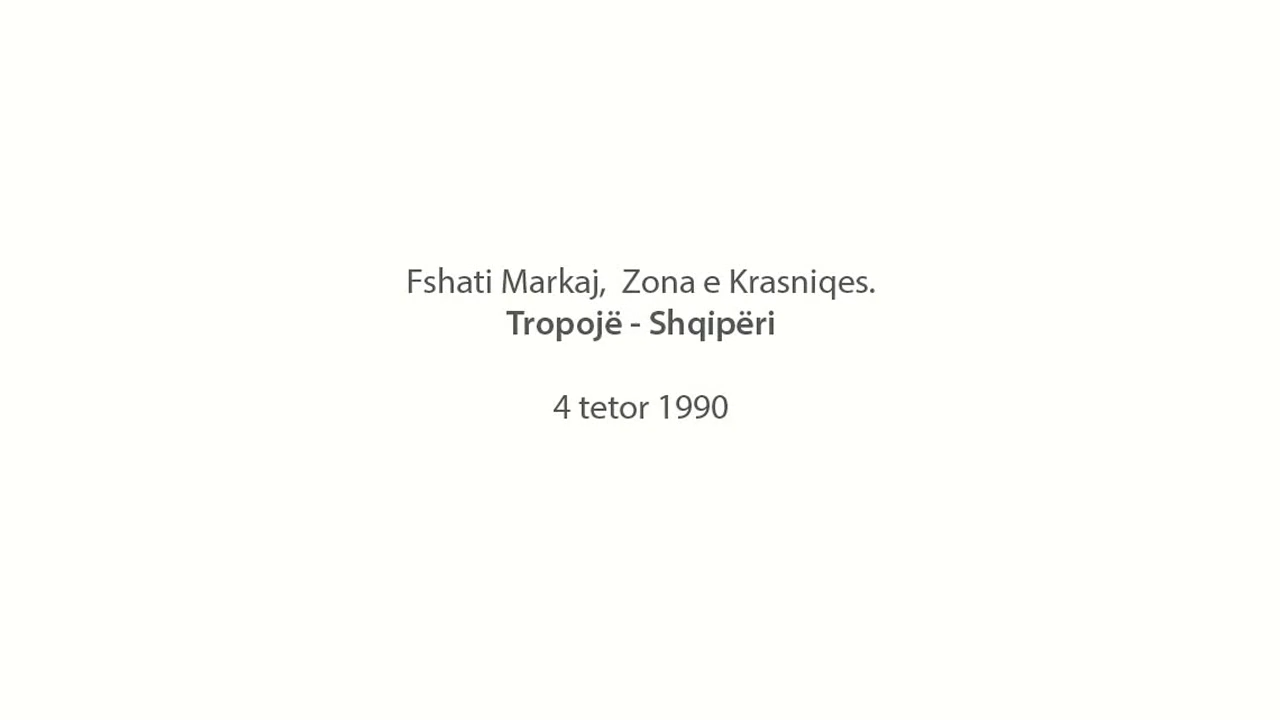 Fshati Markaj,  Zona e Krasniqes.
Tropojë - Shqipëri
4 tetor 1990